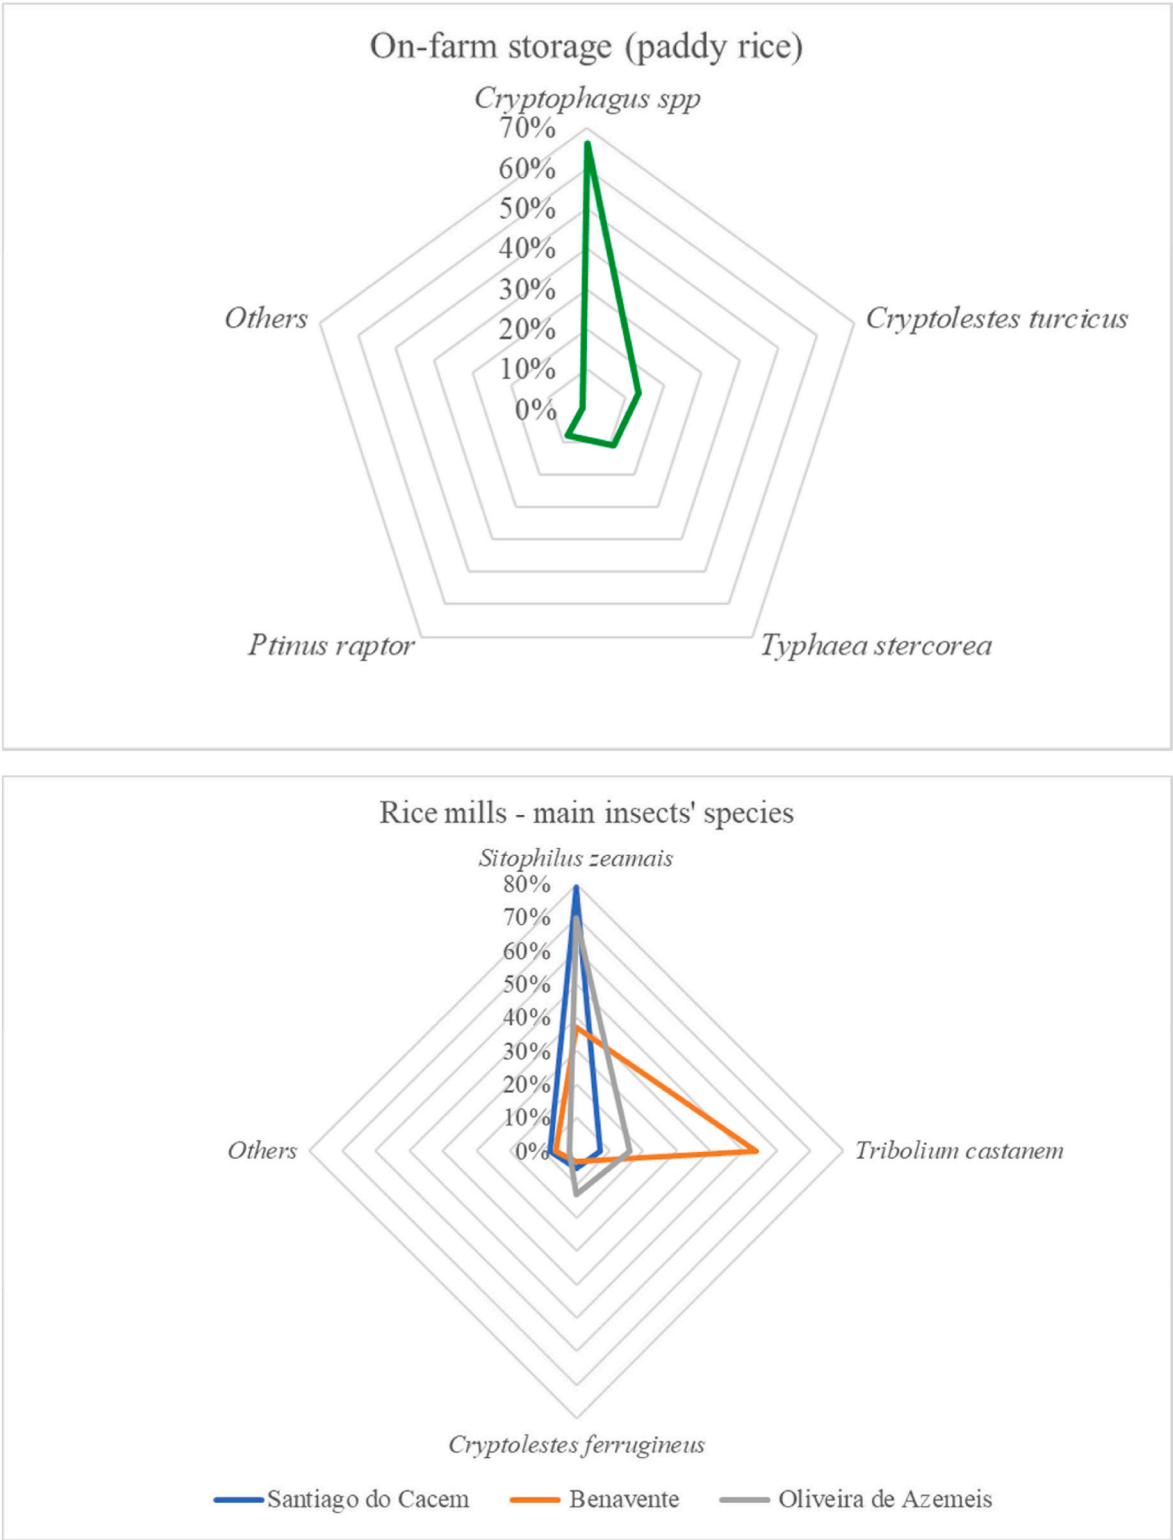 On-farm storage (paddy rice)
Cryptophagus spp
70%
60%
50%
40%
30%
20%
10%
0%
Others
Cryptolestes turcicus
Ptinus raptor
Typhaea stercorea
Rice mills - main insects' species
Sitophilus zeamais
80%
70%
60%
50%
40%
30%
20%
10%
0%
Others
Tribolium castanem
Cryptolestes ferrugineus
Santiago do Cacem Benavente Oliveira de Azemeis